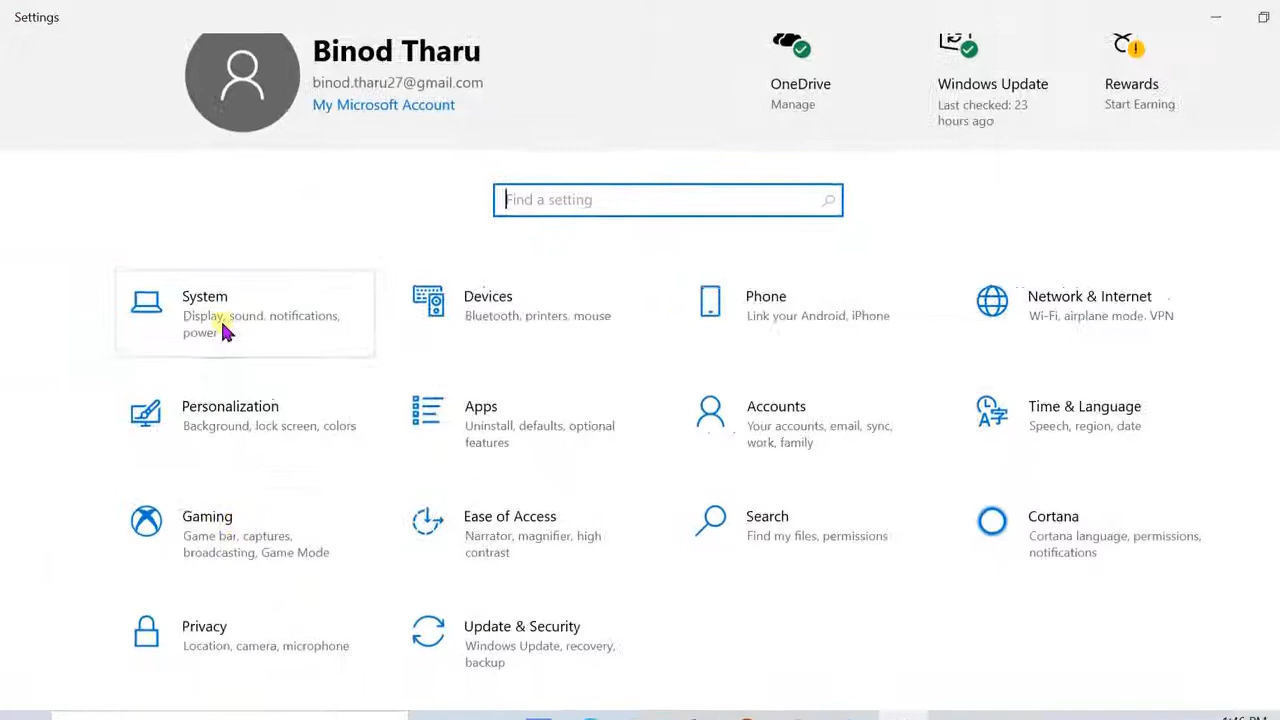 Settings
Binod Tharu
binod.tharu27@gmail.com
My Microsoft Account
OneDrive
Manage
Windows Update
Last checked: 23
hours ago
Rewards
Start Earning
Find a setting
System
Display, sound, notifications,
power
Devices
Bluetooth, printers, mouse
Phone
Link your Android, iPhone
Network & Internet
Wi-Fi, airplane mode, VPN
Personalization
Background, lock screen, colors
Apps
Uninstall, defaults, optional
features
Accounts
Your accounts, email, sync,
work, family
Time & Language
Speech, region, date
Gaming
Game bar, captures,
broadcasting, Game Mode
Ease of Access
Narrator, magnifier, high
contrast
Search
Find my files, permissions
Cortana
Cortana language, permissions,
notifications
Privacy
Location, camera, microphone
Update & Security
Windows Update, recovery,
backup